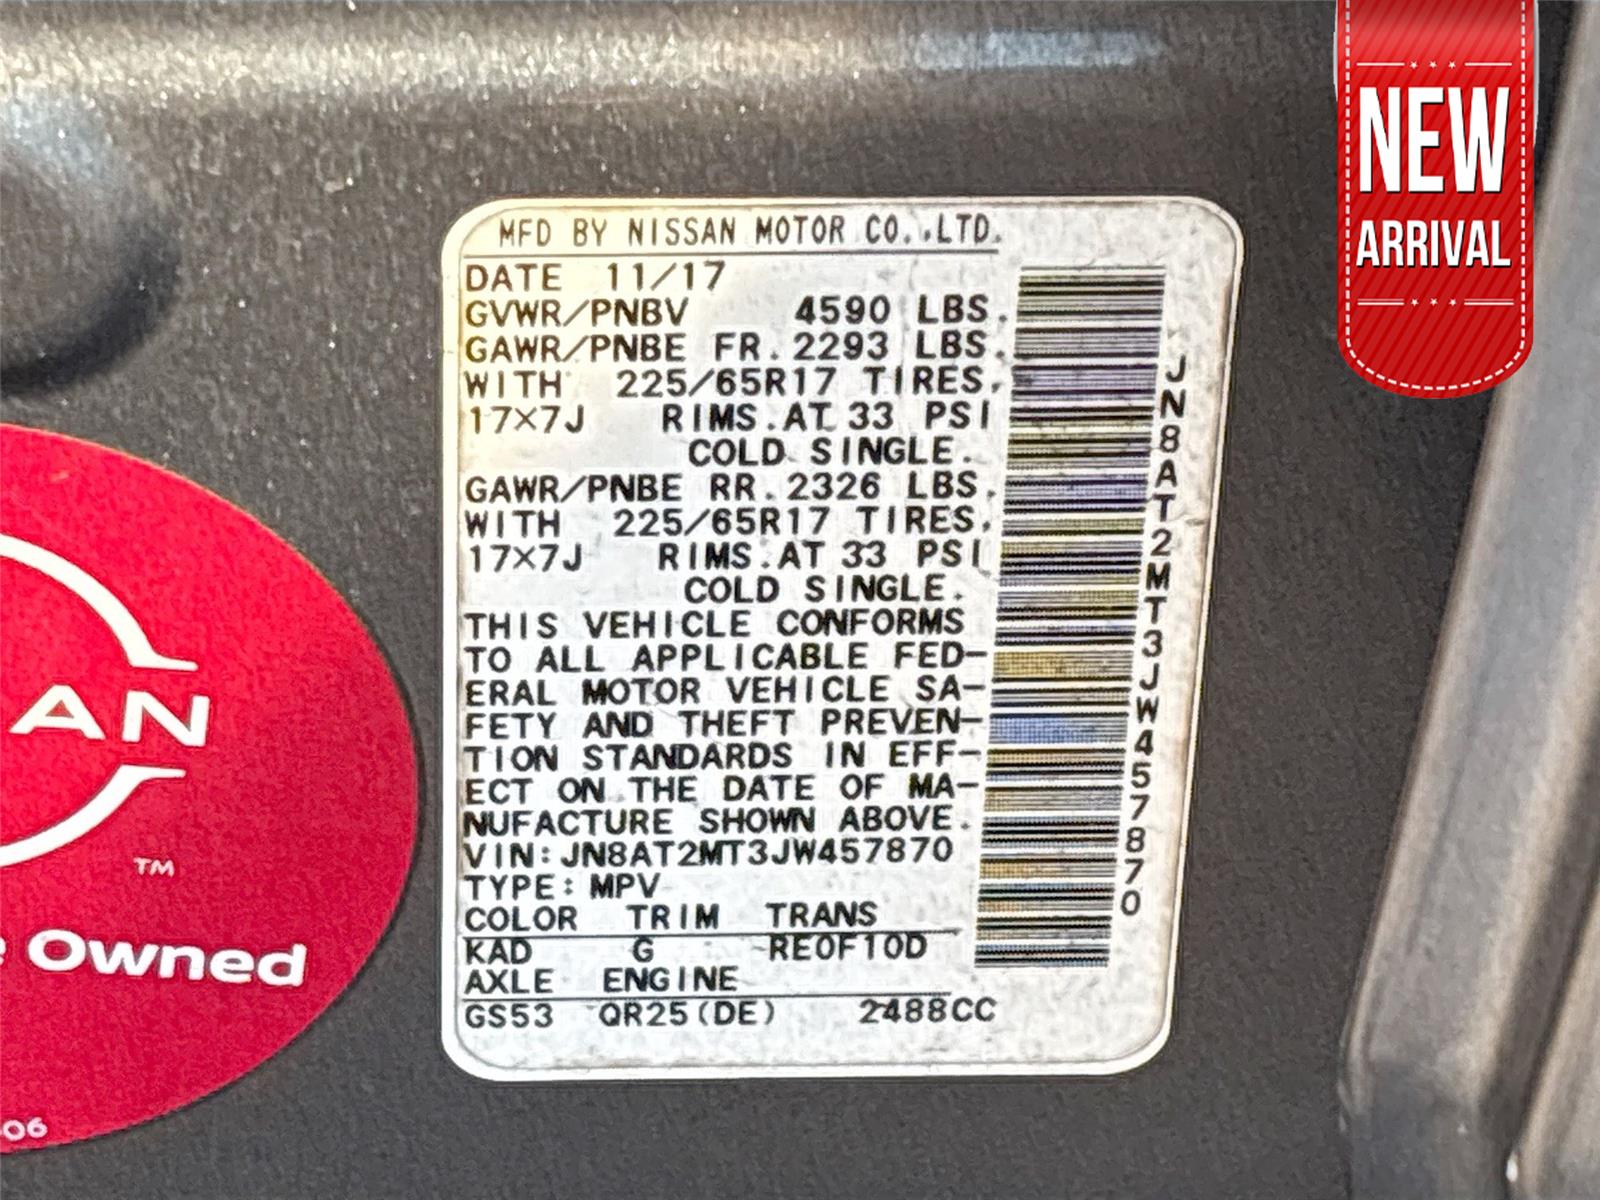 NEW
ARRIVAL
MFD BY NISSAN MOTOR CO.,LTD.
DATE 11/17
GVWR/PNBV 4590 LBS.
GAWR/PNBE FR. 2293 LBS.
WITH 225/65R17 TIRES,
17X7J RIMS.AT 33 PSI
COLD SINGLE.
GAWR/PNBE RR. 2326 LBS.
WITH 225/65R17 TIRES,
17X7J RIMS.AT 33 PSI
COLD SINGLE.
THIS VEHICLE CONFORMS
TO ALL APPLICABLE FED-
ERAL MOTOR VEHICLE SA-
FETY AND THEFT PREVEN-
TION STANDARDS IN EFF-
ECT ON THE DATE OF MA-
NUFACTURE SHOWN ABOVE.
VIN:JN8AT2MT3JW457870
TYPE: MPV
COLOR TRIM TRANS
KAD G RE0F10D
AXLE ENGINE
GS53 QR25(DE) 2488CC
JN8AT2MT3JW457870
AN
TM
Owned
06